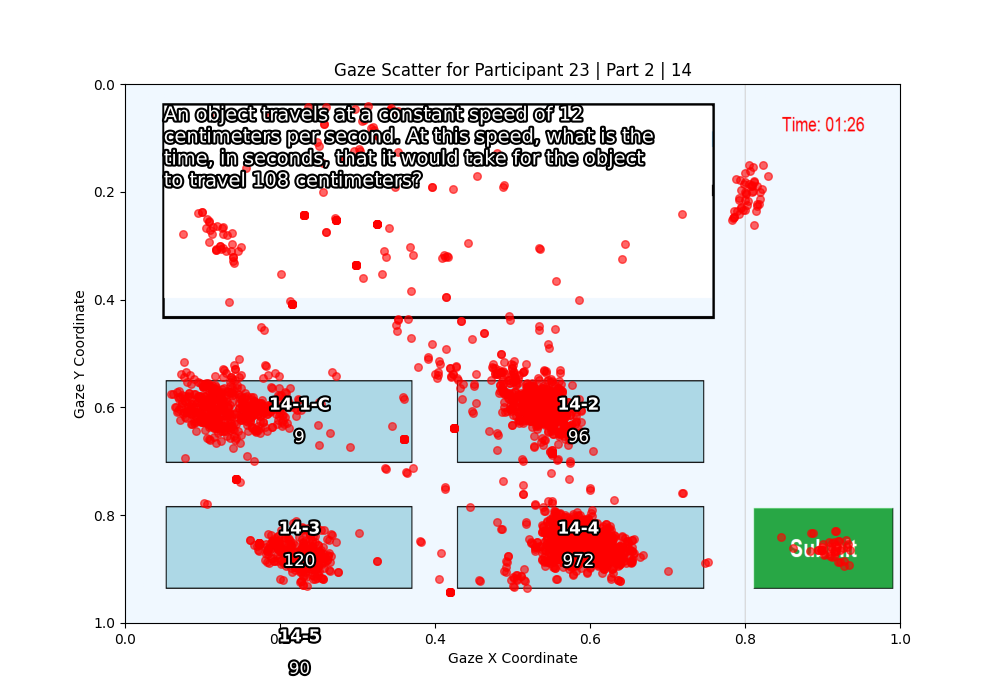 Gaze Scatter for Participant 23 | Part 2 | 14
An object travels at a constant speed of 12
centimeters per second. At this speed, what is the
time, in seconds, that it would take for the object
to travel 108 centimeters?
Time: 01:26
14-1-C
9
14-2
96
14-3
120
14-4
972
Submit
14-5
90
0.0
0.2
0.4
0.6
0.8
1.0
Gaze Y Coordinate
0.0
0.2
0.4
0.6
0.8
1.0
Gaze X Coordinate